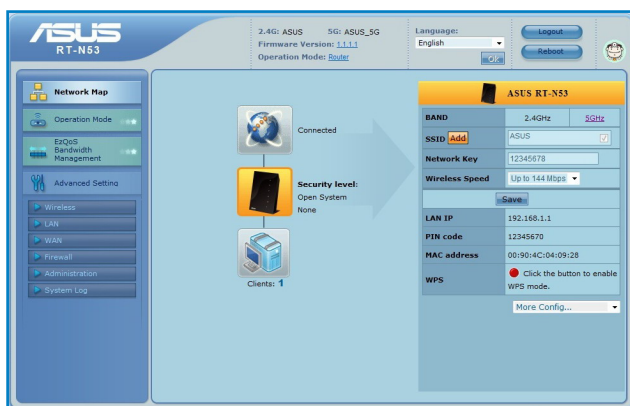 ASUS
RT-N53
2.4G: ASUS 5G: ASUS_5G
Firmware Version: 1.1.1.1
Operation Mode: Router
Language:
English
OK
Logout
Reboot
Network Map
Operation Mode
EzQoS
Bandwidth
Management
Advanced Setting
Wireless
LAN
WAN
Firewall
Administration
System Log
Connected
Security level:
Open System
None
Clients: 1
ASUS RT-N53
BAND 2.4GHz 5GHz
SSID Add ASUS
Network Key 12345678
Wireless Speed Up to 144 Mbps
Save
LAN IP 192.168.1.1
PIN code 12345670
MAC address 00:90:4C:04:09:28
WPS Click the button to enable
WPS mode.
More Config...